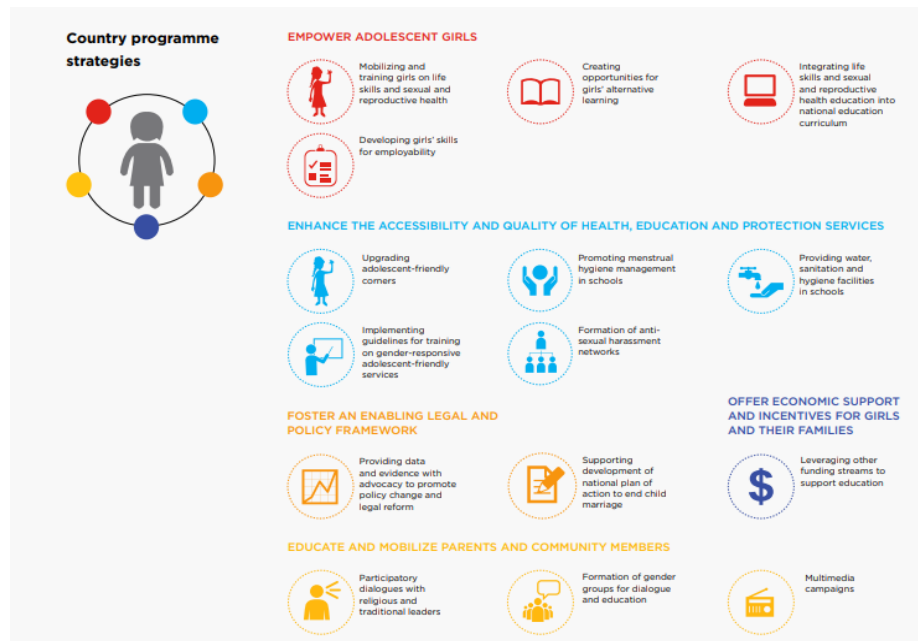 Country programme
strategies
EMPOWER ADOLESCENT GIRLS
Mobilizing and
training girls on life
skills and sexual and
reproductive health
Creating
opportunities for
girls' alternative
learning
Integrating life
skills and sexual
and reproductive
health education into
national education
curriculum
Developing girls' skills
for employability
ENHANCE THE ACCESSIBILITY AND QUALITY OF HEALTH, EDUCATION AND PROTECTION SERVICES
Upgrading
adolescent-friendly
corners
Promoting menstrual
hygiene management
in schools
Providing water,
sanitation and
hygiene facilities
in schools
Implementing
guidelines for training
on gender-responsive
adolescent-friendly
services
Formation of anti-
sexual harassment
networks
FOSTER AN ENABLING LEGAL AND
POLICY FRAMEWORK
Providing data
and evidence with
advocacy to promote
policy change and
legal reform
Supporting
development of
national plan of
action to end child
marriage
OFFER ECONOMIC SUPPORT
AND INCENTIVES FOR GIRLS
AND THEIR FAMILIES
$
Leveraging other
funding streams to
support education
EDUCATE AND MOBILIZE PARENTS AND COMMUNITY MEMBERS
Participatory
dialogues with
religious and
traditional leaders
Formation of gender
groups for dialogue
and education
Multimedia
campaigns